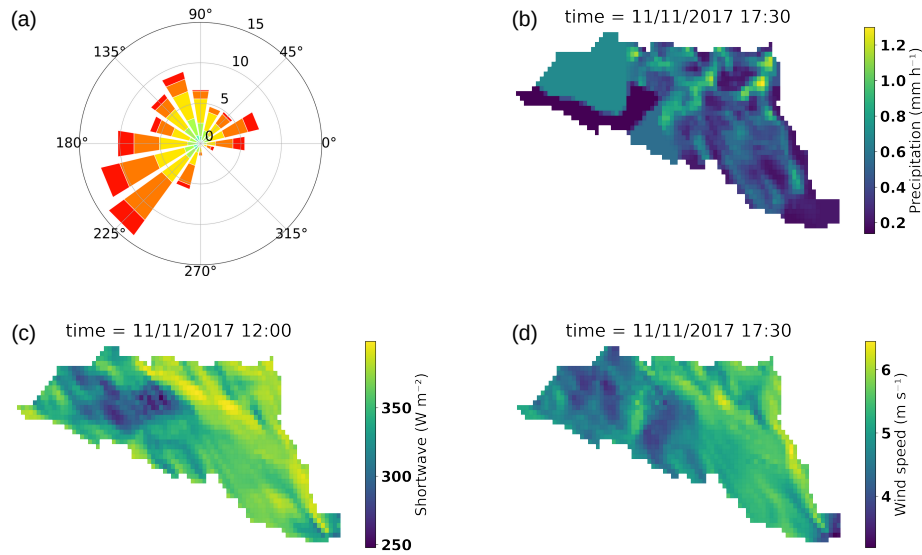 (a)
90°
15
135°
45°
10
5
180°
0
0°
225°
315°
270°
(b)
time = 11/11/2017 17:30
1.2
1.0
0.8
0.6
0.4
0.2
Precipitation (mm h⁻¹)
(c)
time = 11/11/2017 12:00
350
300
250
Shortwave (W m⁻²)
(d)
time = 11/11/2017 17:30
6
5
4
Wind speed (m s⁻¹)